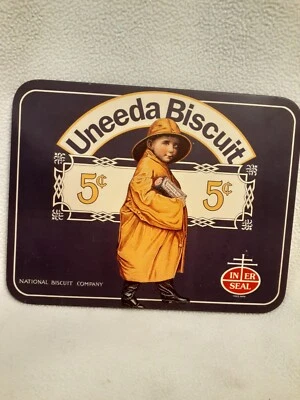 Uneeda Biscuit
5¢ 5¢
NATIONAL BISCUIT COMPANY
IN ER
SEAL